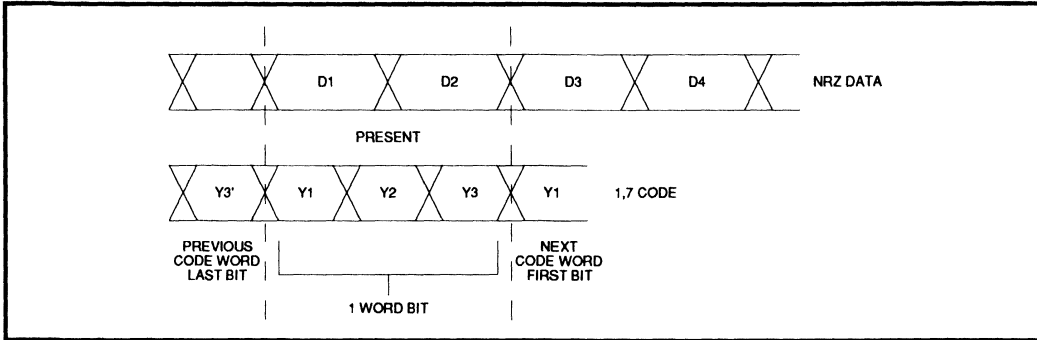 D1 D2 D3 D4 NRZ DATA
PRESENT
Y3' Y1 Y2 Y3 Y1 1,7 CODE
PREVIOUS
CODE WORD
LAST BIT
NEXT
CODE WORD
FIRST BIT
1 WORD BIT